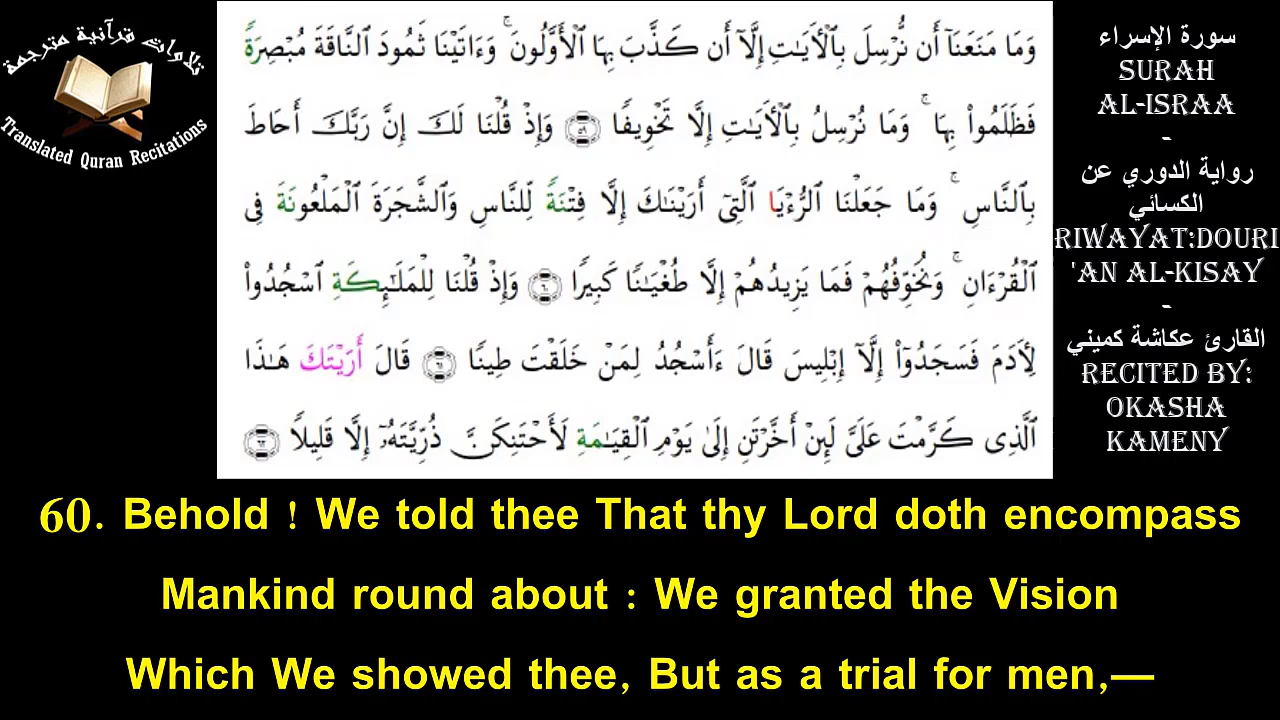 تلاوات قرآنية مترجمة
Translated Quran Recitations
وَمَا مَنَعَنَآ أَن نُّرْسِلَ بِٱلْأَيَـٰتِ إِلَّآ أَن كَذَّبَ بِهَا ٱلْأَوَّلُونَ ۚ وَءَاتَيْنَا ثَمُودَ ٱلنَّاقَةَ مُبْصِرَةً
فَظَلَمُوا۟ بِهَا ۚ وَمَا نُرْسِلُ بِٱلْأَيَـٰتِ إِلَّا تَخْوِيفًا ٥٩ وَإِذْ قُلْنَا لَكَ إِنَّ رَبَّكَ أَحَاطَ
بِٱلنَّاسِ ۚ وَمَا جَعَلْنَا ٱلرُّءْيَا ٱلَّتِىٓ أَرَيْنَـٰكَ إِلَّا فِتْنَةً لِّلنَّاسِ وَٱلشَّجَرَةَ ٱلْمَلْعُونَةَ فِى
ٱلْقُرْءَانِ ۚ وَنُخَوِّفُهُمْ فَمَا يَزِيدُهُمْ إِلَّا طُغْيَـٰنًا كَبِيرًا ٦٠ وَإِذْ قُلْنَا لِلْمَلَـٰٓئِكَةِ ٱسْجُدُوا۟
لِأَدَمَ فَسَجَدُوٓا۟ إِلَّآ إِبْلِيسَ قَالَ ءَأَسْجُدُ لِمَنْ خَلَقْتَ طِينًا ٦١ قَالَ أَرَيْتَكَ هَـٰذَا
ٱلَّذِى كَرَّمْتَ عَلَىَّ لَئِنْ أَخَّرْتَنِ إِلَىٰ يَوْمِ ٱلْقِيَـٰمَةِ لَأَحْتَنِكَنَّ ذُرِّيَّتَهُۥٓ إِلَّا قَلِيلًا ٦٢
سورة الإسراء
SURAH
AL-ISRAA
-
رواية الدوري عن
الكسائي
RIWAYAT:DOURI
'AN AL-KISAY
-
القارئ عكاشة كميني
RECITED BY:
OKASHA
KAMENY
60. Behold ! We told thee That thy Lord doth encompass
Mankind round about : We granted the Vision
Which We showed thee, But as a trial for men,—